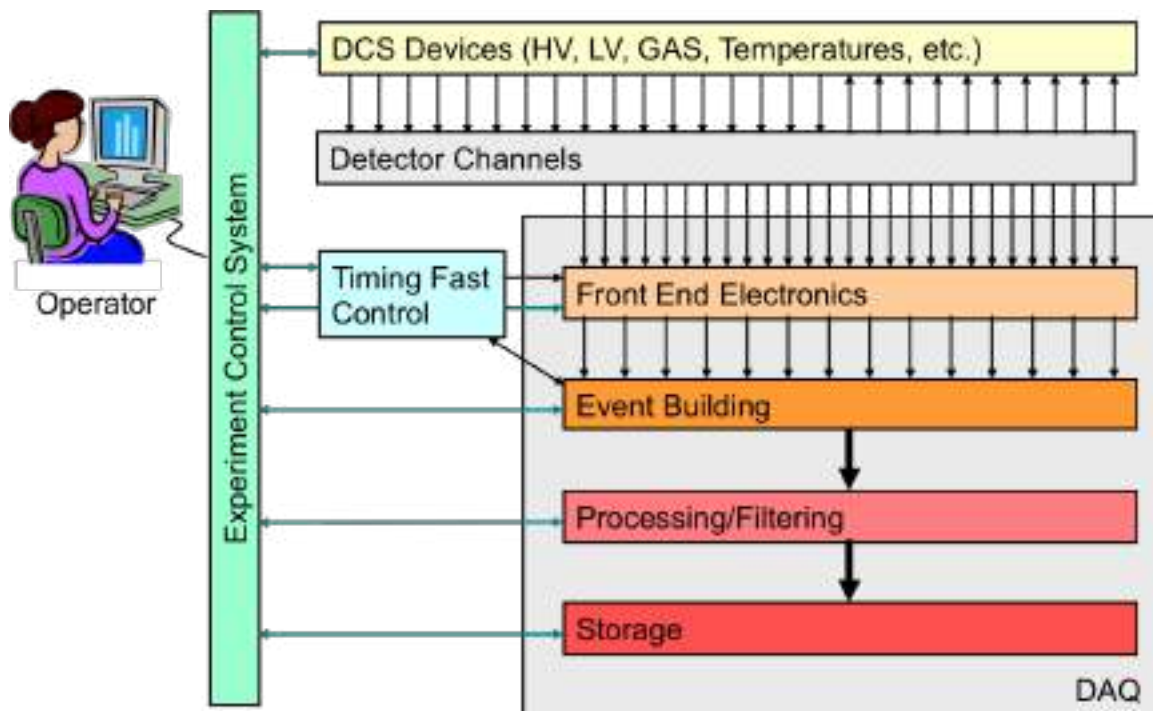 DCS Devices (HV, LV, GAS, Temperatures, etc.)
Detector Channels
Experiment Control System
Operator
Timing Fast
Control
Front End Electronics
Event Building
Processing/Filtering
Storage
DAQ